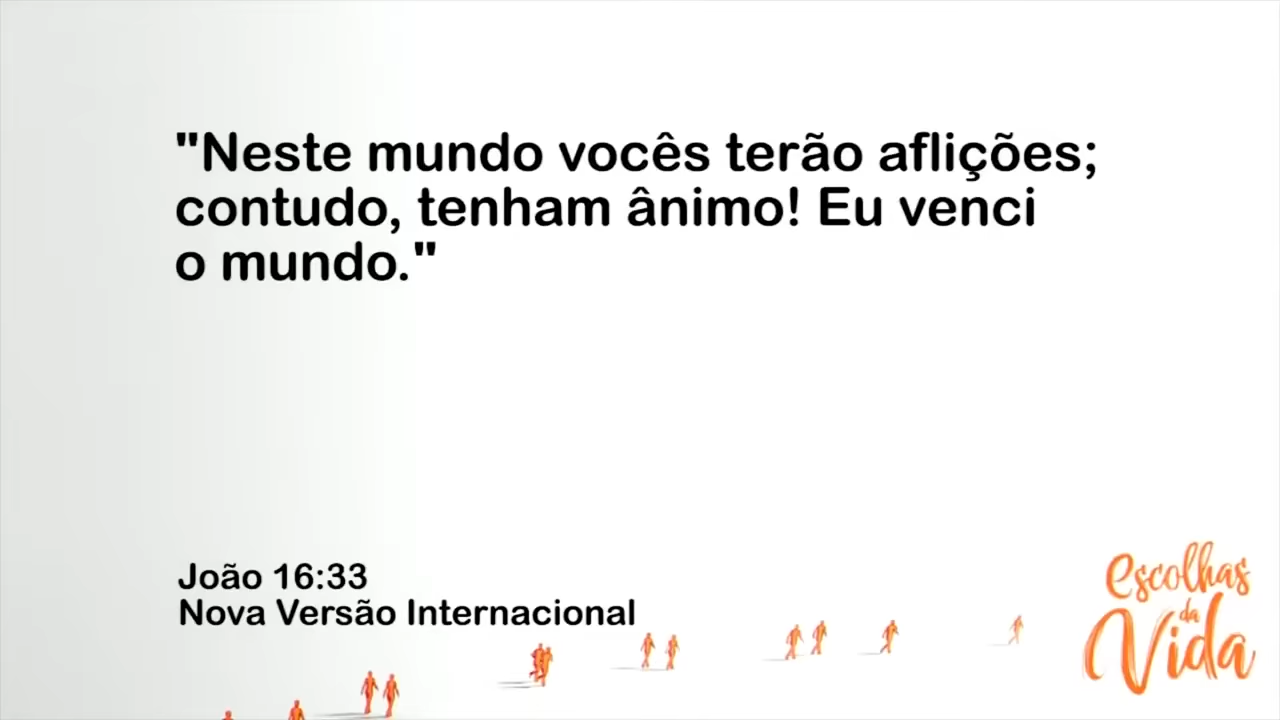 "Neste mundo vocês terão aflições;
contudo, tenham ânimo! Eu venci
o mundo."
João 16:33
Nova Versão Internacional
Escolhas
da
Vida